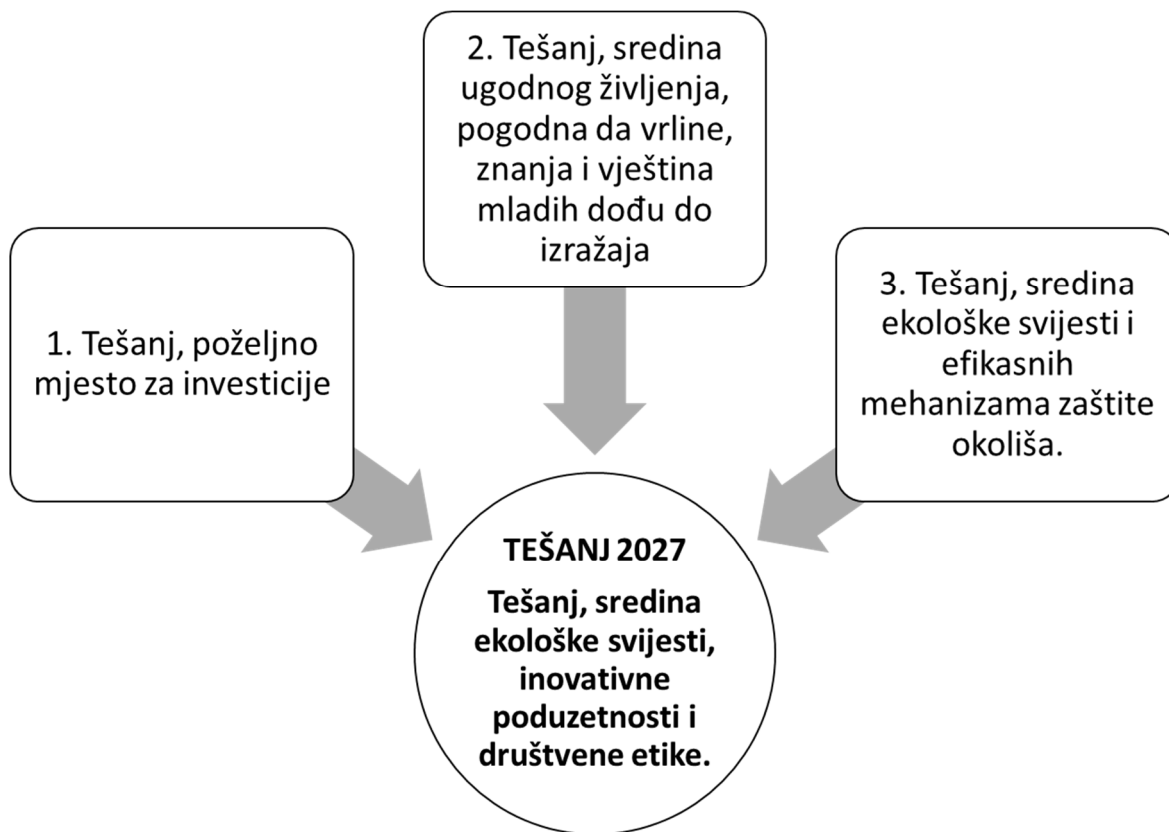 1. Tešanj, poželjno
mjesto za investicije
2. Tešanj, sredina
ugodnog življenja,
pogodna da vrline,
znanja i vještina
mladih dođu do
izražaja
3. Tešanj, sredina
ekološke svijesti i
efikasnih
mehanizama zaštite
okoliša.
TEŠANJ 2027
Tešanj, sredina
ekološke svijesti,
inovativne
poduzetnosti i
društvene etike.